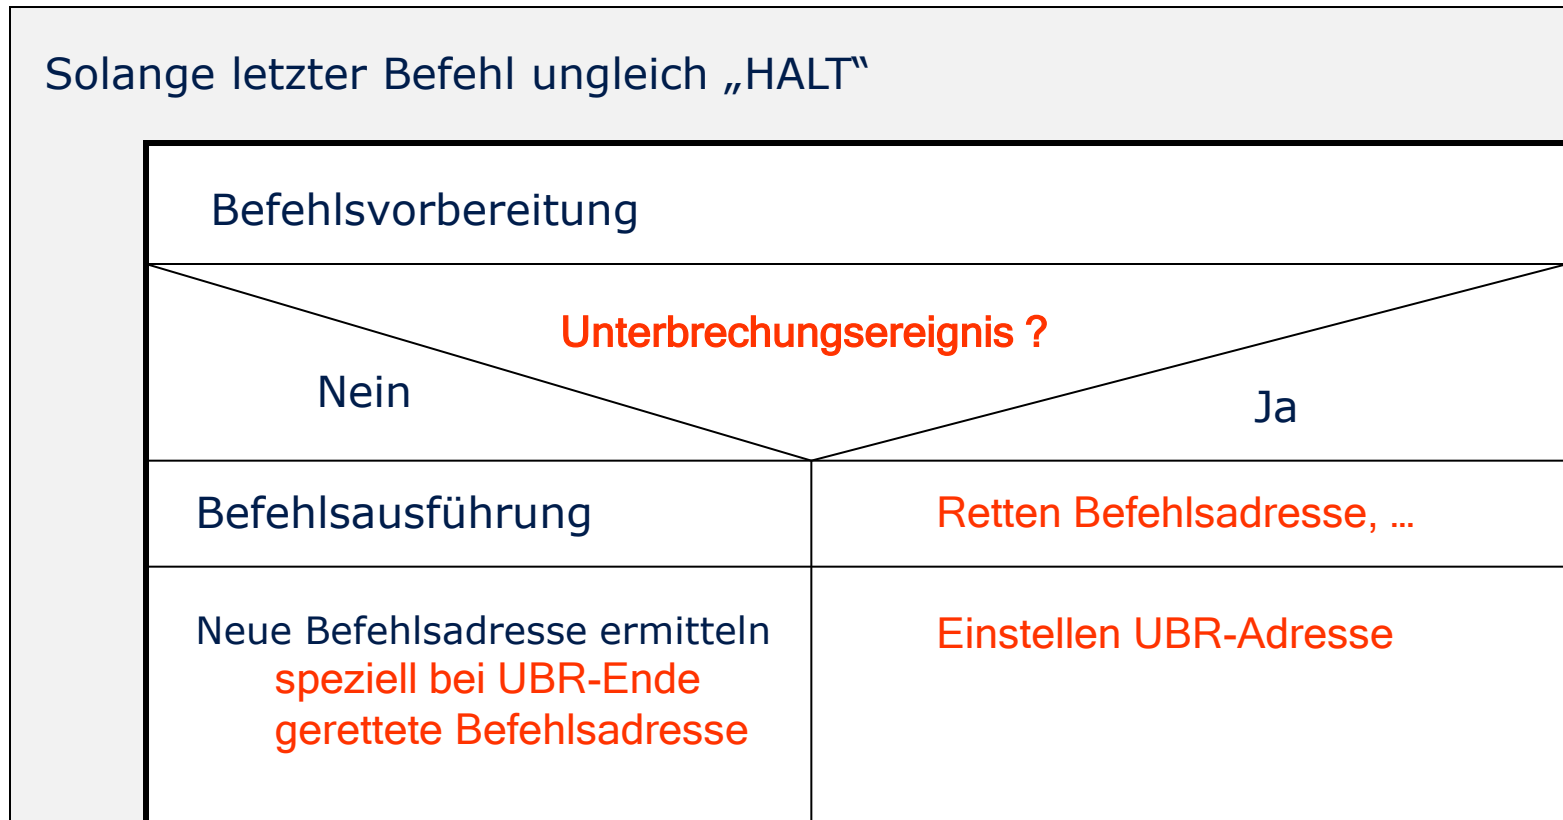 Solange letzter Befehl ungleich „HALT“
Befehlsvorbereitung
Unterbrechungsereignis ?
Nein
Ja
Befehlsausführung
Retten Befehlsadresse, ...
Neue Befehlsadresse ermitteln
speziell bei UBR-Ende
gerettete Befehlsadresse
Einstellen UBR-Adresse